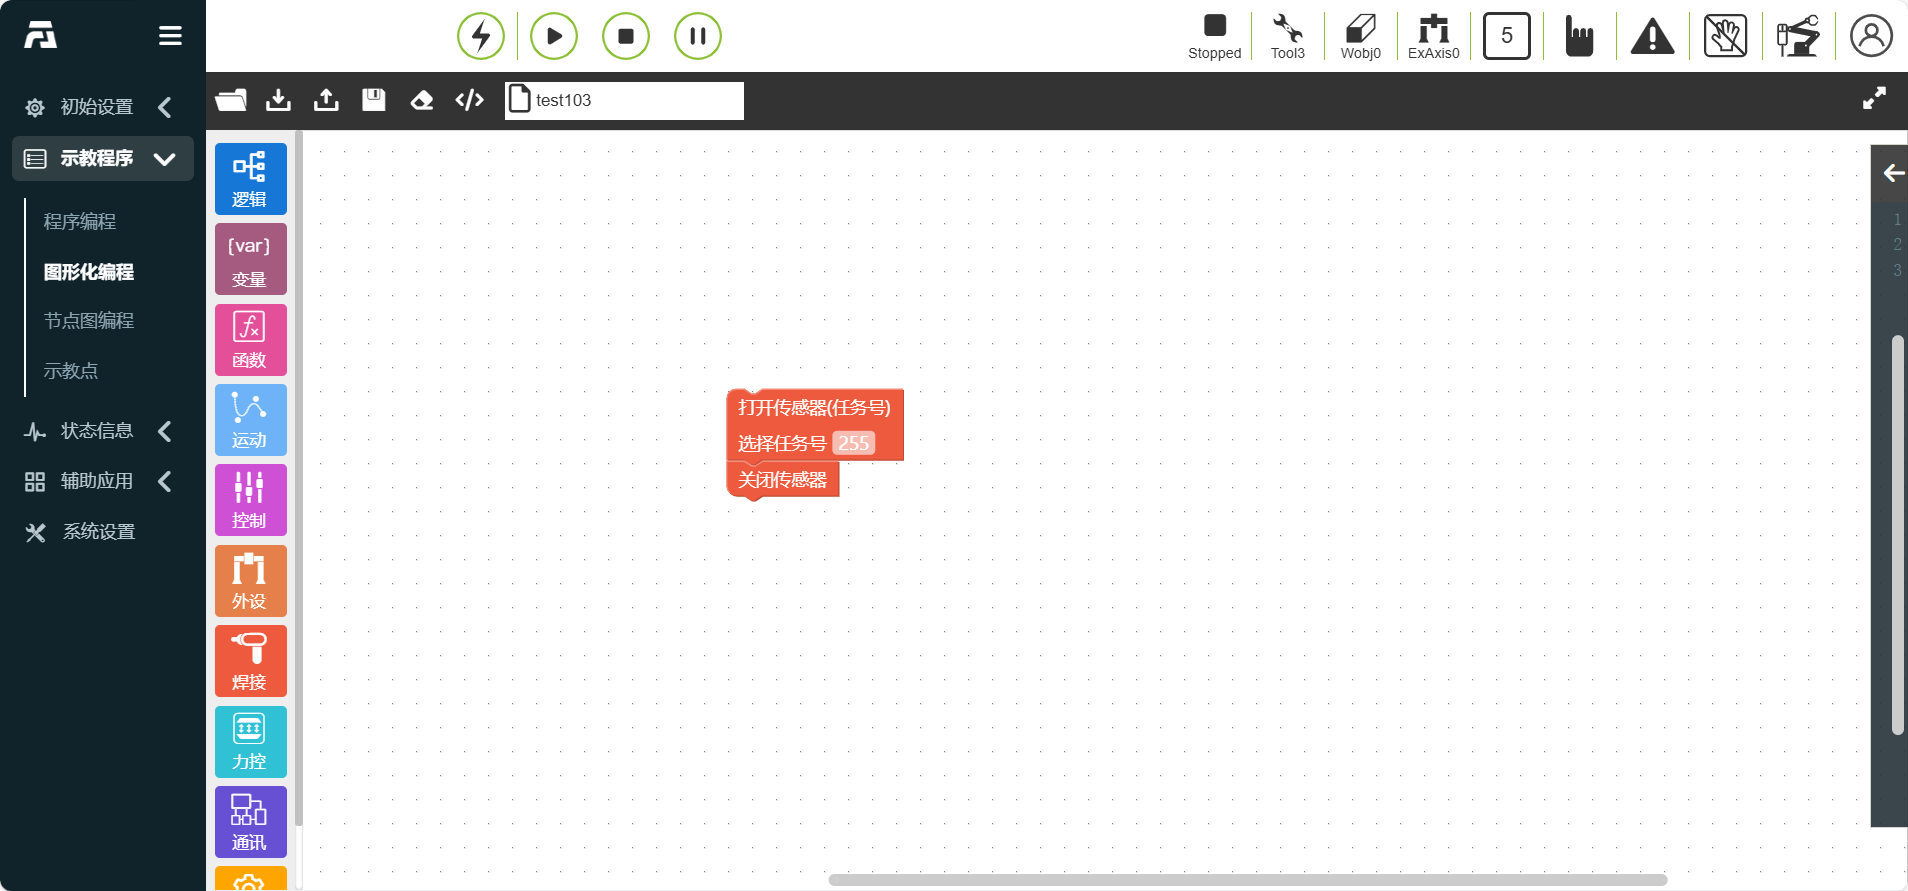 Stopped
Tool3
Wobj0
ExAxis0
5
test103
初始设置
示教程序
程序编程
图形化编程
节点图编程
示教点
状态信息
辅助应用
系统设置
逻辑
[var]
变量
fx
函数
运动
控制
外设
焊接
力控
通讯
打开传感器(任务号)
选择任务号 255
关闭传感器
1
2
3